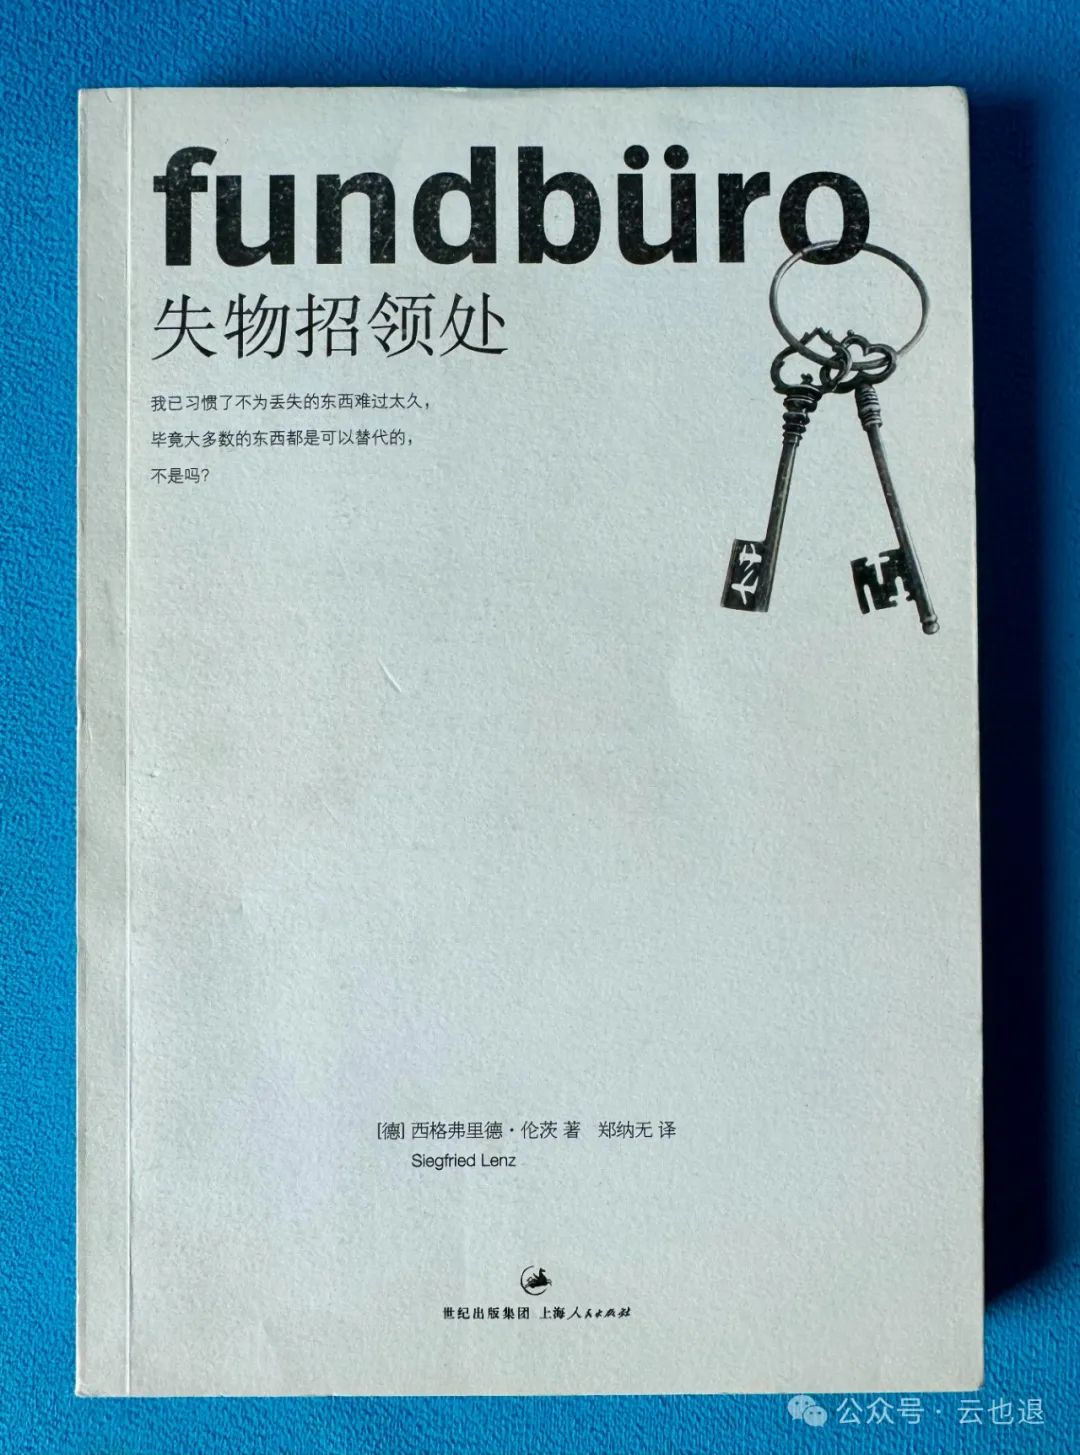 fundbüro
失物招领处
我已习惯了不为丢失的东西难过太久，
毕竟大多数的东西都是可以替代的，
不是吗？
[德] 西格弗里德·伦茨 著 郑纳无 译
Siegfried Lenz
世纪出版集团 上海人民出版社
公众号·云也退